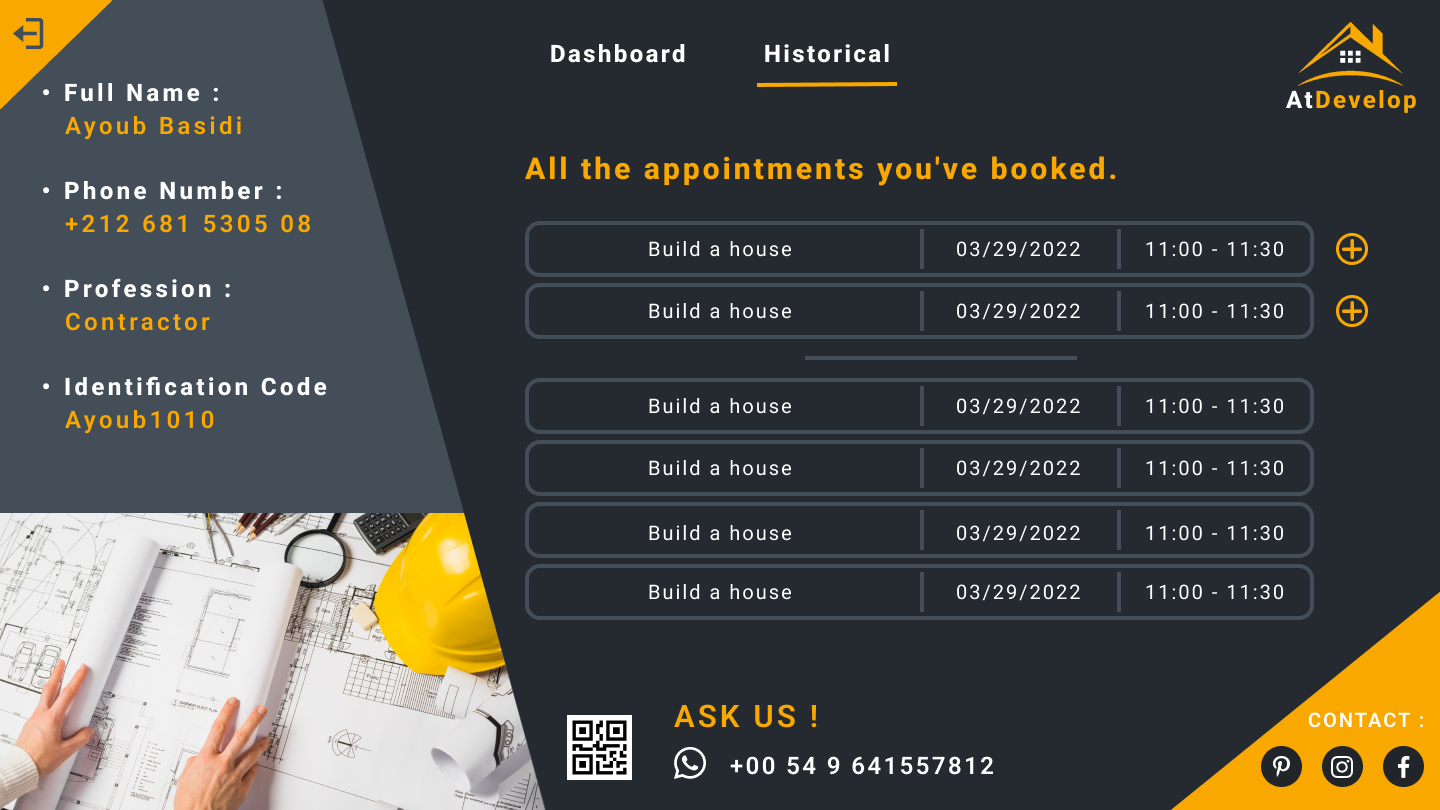 Dashboard
Historical
AtDevelop
• Full Name :
Ayoub Basidi
• Phone Number :
+212 681 5305 08
• Profession :
Contractor
• Identification Code
Ayoub1010
All the appointments you've booked.
Build a house 03/29/2022 11:00 - 11:30
Build a house 03/29/2022 11:00 - 11:30
Build a house 03/29/2022 11:00 - 11:30
Build a house 03/29/2022 11:00 - 11:30
Build a house 03/29/2022 11:00 - 11:30
Build a house 03/29/2022 11:00 - 11:30
ASK US !
+00 54 9 641557812
CONTACT :